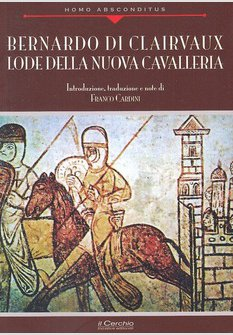 HOMO ABSCONDITUS
BERNARDO DI CLAIRVAUX
LODE DELLA NUOVA CAVALLERIA
Introduzione, traduzione e note di
FRANCO CARDINI
il Cerchio